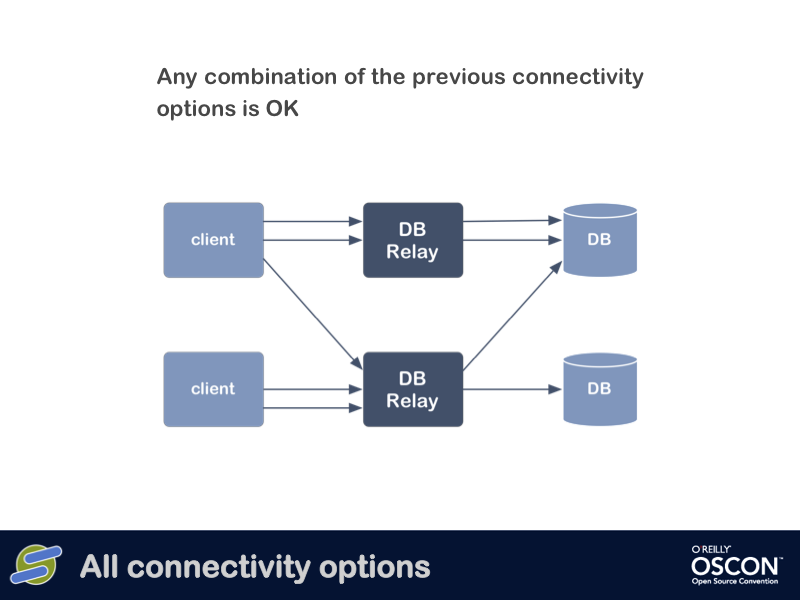 Any combination of the previous connectivity
options is OK
client
DB
Relay
DB
client
DB
Relay
DB
All connectivity options
O'REILLY
OSCON™
Open Source Convention